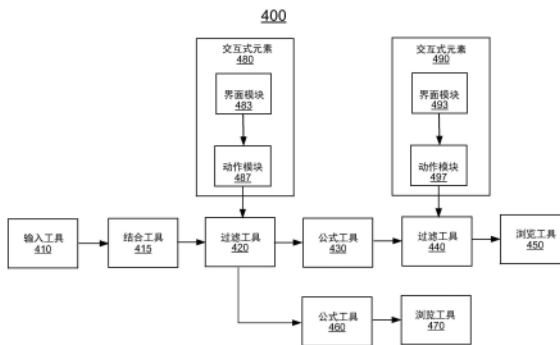 400
交互式元素
480
交互式元素
490
界面模块
483
界面模块
493
动作模块
487
动作模块
497
输入工具
410
结合工具
415
过滤工具
420
公式工具
430
过滤工具
440
浏览工具
450
公式工具
460
浏览工具
470